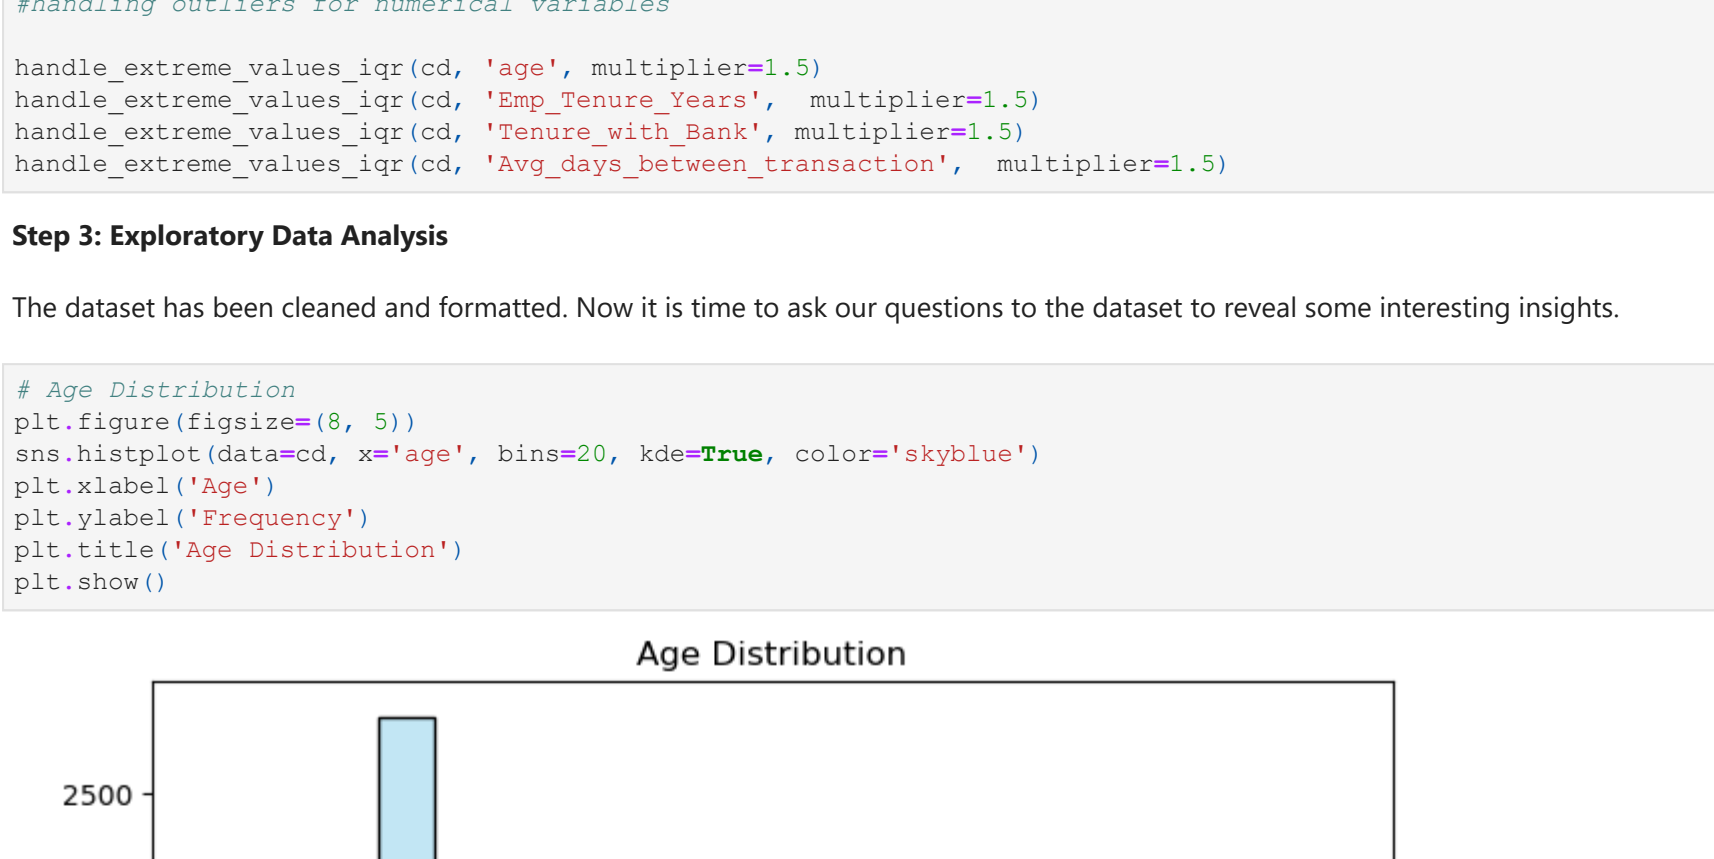 #handling outliers for numerical variables
handle_extreme_values_iqr(cd, 'age', multiplier=1.5)
handle_extreme_values_iqr(cd, 'Emp_Tenure_Years',  multiplier=1.5)
handle_extreme_values_iqr(cd, 'Tenure_with_Bank', multiplier=1.5)
handle_extreme_values_iqr(cd, 'Avg_days_between_transaction',  multiplier=1.5)
Step 3: Exploratory Data Analysis
The dataset has been cleaned and formatted. Now it is time to ask our questions to the dataset to reveal some interesting insights.
# Age Distribution
plt.figure(figsize=(8, 5))
sns.histplot(data=cd, x='age', bins=20, kde=True, color='skyblue')
plt.xlabel('Age')
plt.ylabel('Frequency')
plt.title('Age Distribution')
plt.show()
Age Distribution
2500